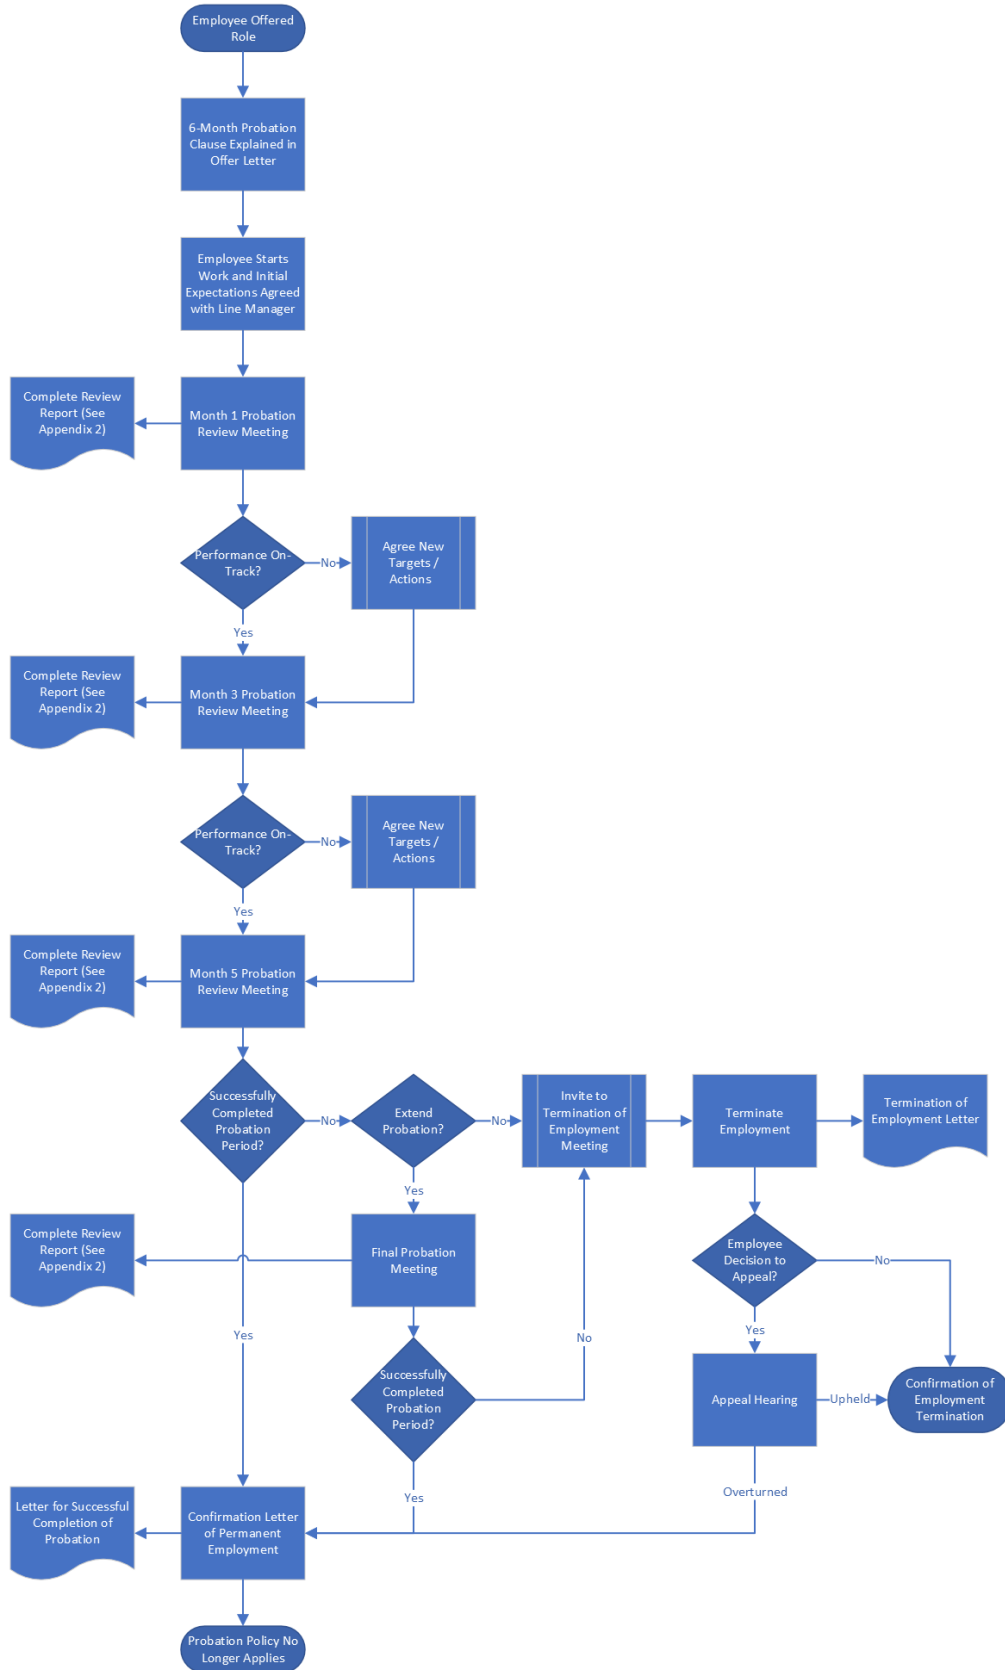 Employee Offered
Role
6-Month Probation
Clause Explained in
Offer Letter
Employee Starts
Work and Initial
Expectations Agreed
with Line Manager
Complete Review
Report (See
Appendix 2)
Month 1 Probation
Review Meeting
Performance On-
Track?
No
Agree New
Targets /
Actions
Yes
Complete Review
Report (See
Appendix 2)
Month 3 Probation
Review Meeting
Performance On-
Track?
No
Agree New
Targets /
Actions
Yes
Complete Review
Report (See
Appendix 2)
Month 5 Probation
Review Meeting
Successfully
Completed
Probation
Period?
No
Extend
Probation?
No
Invite to
Termination of
Employment
Meeting
Terminate
Employment
Termination of
Employment Letter
Yes
Complete Review
Report (See
Appendix 2)
Final Probation
Meeting
Employee
Decision to
Appeal?
No
Yes
Yes
No
Successfully
Completed
Probation
Period?
Appeal Hearing
Upheld
Confirmation of
Employment
Termination
Yes
Overturned
Letter for Successful
Completion of
Probation
Confirmation Letter
of Permanent
Employment
Probation Policy No
Longer Applies